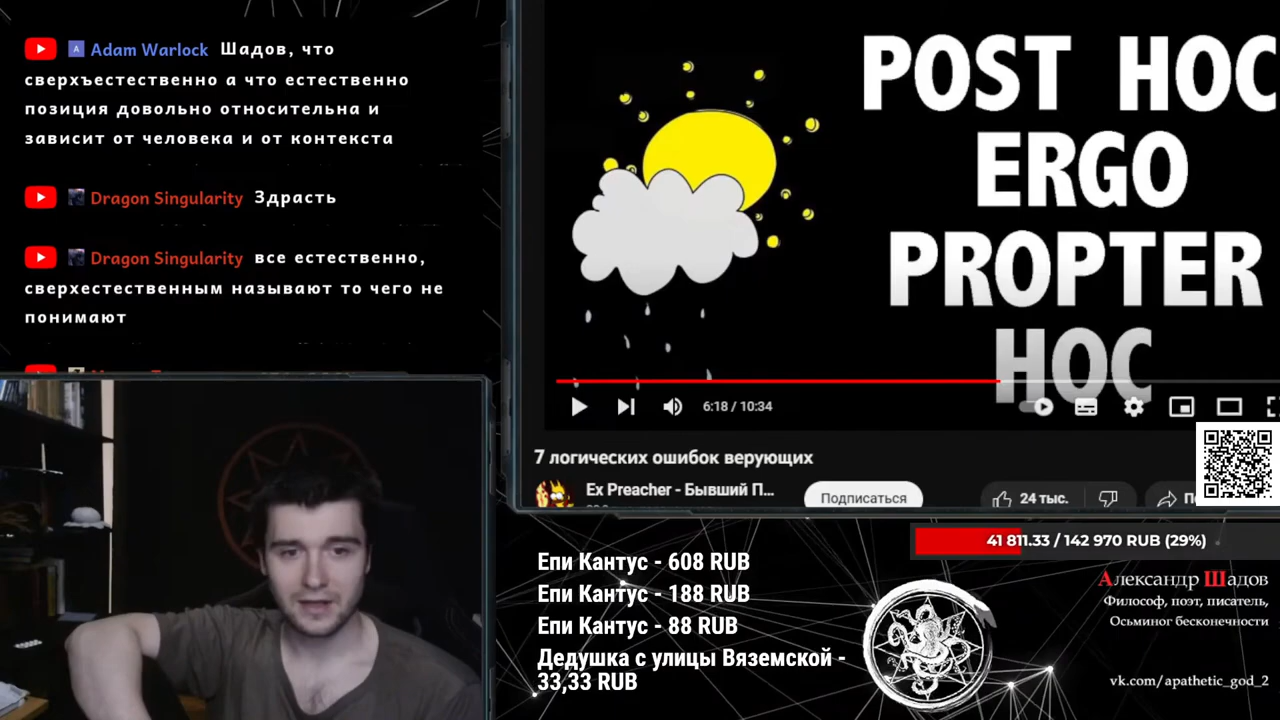 Adam Warlock Шадов, что
сверхъестественно а что естественно
позиция довольно относительна и
зависит от человека и от контекста
Dragon Singularity Здрасть
Dragon Singularity все естественно,
сверхестественным называют то чего не
понимают
POST HOC
ERGO
PROPTER
HOC
6:18 / 10:34
7 логических ошибок верующих
Ex Preacher - Бывший П...
Подписаться
24 тыс.
41 811.33 / 142 970 RUB (29%)
Епи Кантус - 608 RUB
Епи Кантус - 188 RUB
Епи Кантус - 88 RUB
Дедушка с улицы Вяземской -
33,33 RUB
Александр Шадов
Философ, поэт, писатель,
Осьминог бесконечности
vk.com/apathetic_god_2